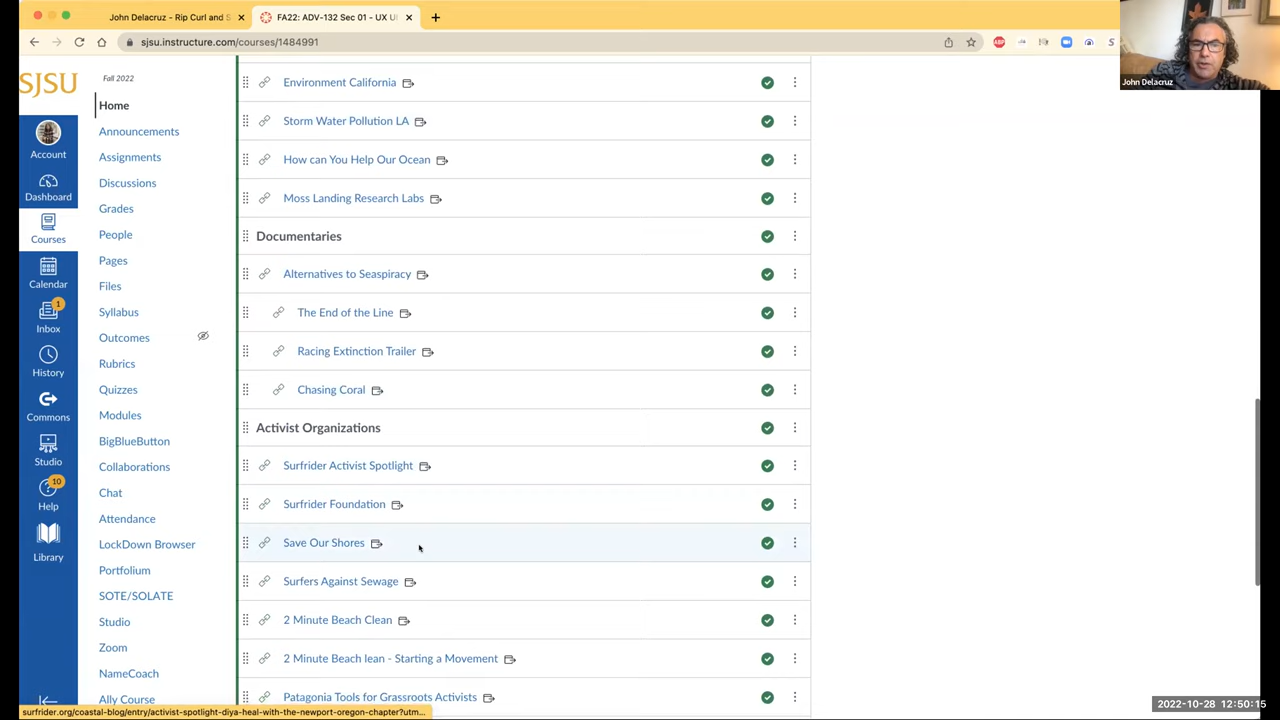 John Delacruz - Rip Curl and S
FA22: ADV-132 Sec 01 - UX U
sjsu.instructure.com/courses/1484991
ABP
S
John Delacruz
SJSU
Account
Dashboard
Courses
Calendar
1
Inbox
History
Commons
Studio
10
Help
Library
Fall 2022
Home
Announcements
Assignments
Discussions
Grades
People
Pages
Files
Syllabus
Outcomes
Rubrics
Quizzes
Modules
BigBlueButton
Collaborations
Chat
Attendance
LockDown Browser
Portfolium
SOTE/SOLATE
Studio
Zoom
NameCoach
Ally Course
Environment California
Storm Water Pollution LA
How can You Help Our Ocean
Moss Landing Research Labs
Documentaries
Alternatives to Seaspiracy
The End of the Line
Racing Extinction Trailer
Chasing Coral
Activist Organizations
Surfrider Activist Spotlight
Surfrider Foundation
Save Our Shores
Surfers Against Sewage
2 Minute Beach Clean
2 Minute Beach lean - Starting a Movement
Patagonia Tools for Grassroots Activists
surfrider.org/coastal-blog/entry/activist-spotlight-diya-heal-with-the-newport-oregon-chapter?utm...
2022-10-28 12:50:15